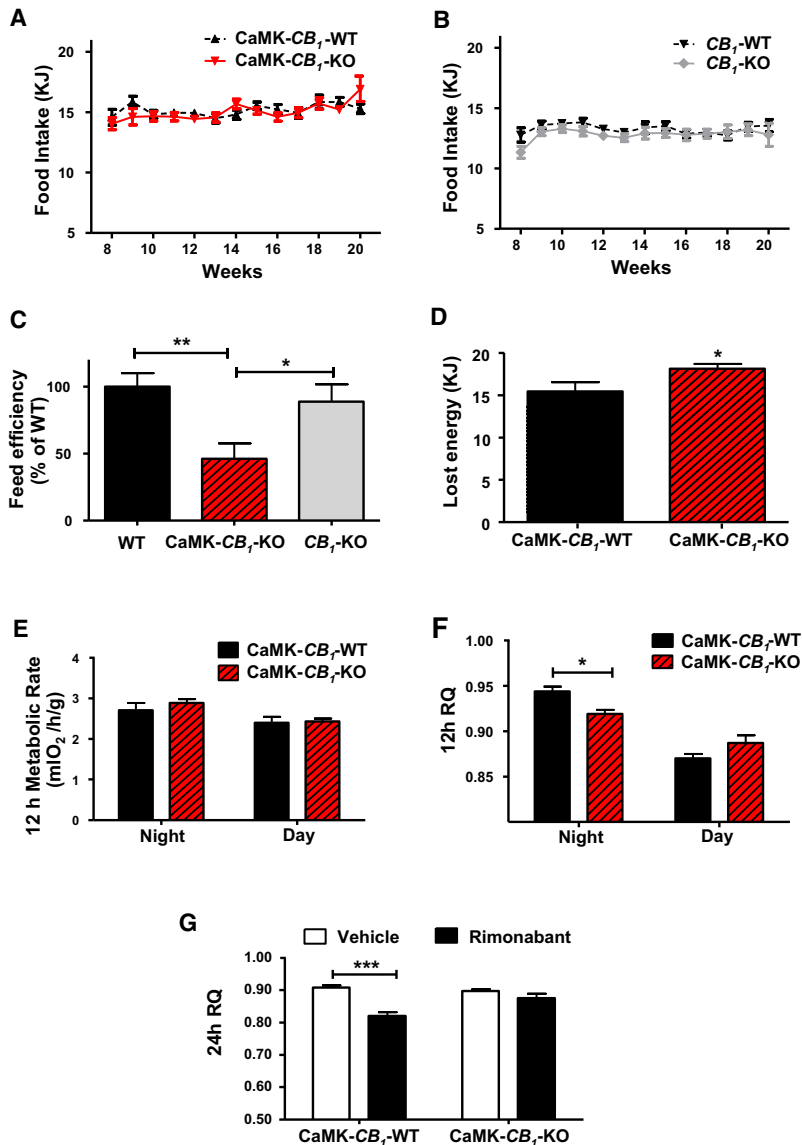 A
CaMK-CB1-WT
CaMK-CB1-KO
Food Intake (KJ)
20
15
10
5
8 10 12 14 16 18 20
Weeks
B
CB1-WT
CB1-KO
Food Intake (KJ)
20
15
10
5
8 10 12 14 16 18 20
Weeks
C
** 
*
Feed efficiency
(% of WT)
100
50
0
WT CaMK-CB1-KO CB1-KO
D
*
Lost energy (KJ)
20
15
10
5
0
CaMK-CB1-WT CaMK-CB1-KO
E
CaMK-CB1-WT
CaMK-CB1-KO
12 h Metabolic Rate
(mlO2 /h/g)
4
3
2
1
0
Night Day
F
CaMK-CB1-WT
CaMK-CB1-KO
*
12h RQ
1.00
0.95
0.90
0.85
Night Day
G
Vehicle Rimonabant
***
24h RQ
1.00
0.90
0.80
0.70
0.60
0.50
CaMK-CB1-WT CaMK-CB1-KO